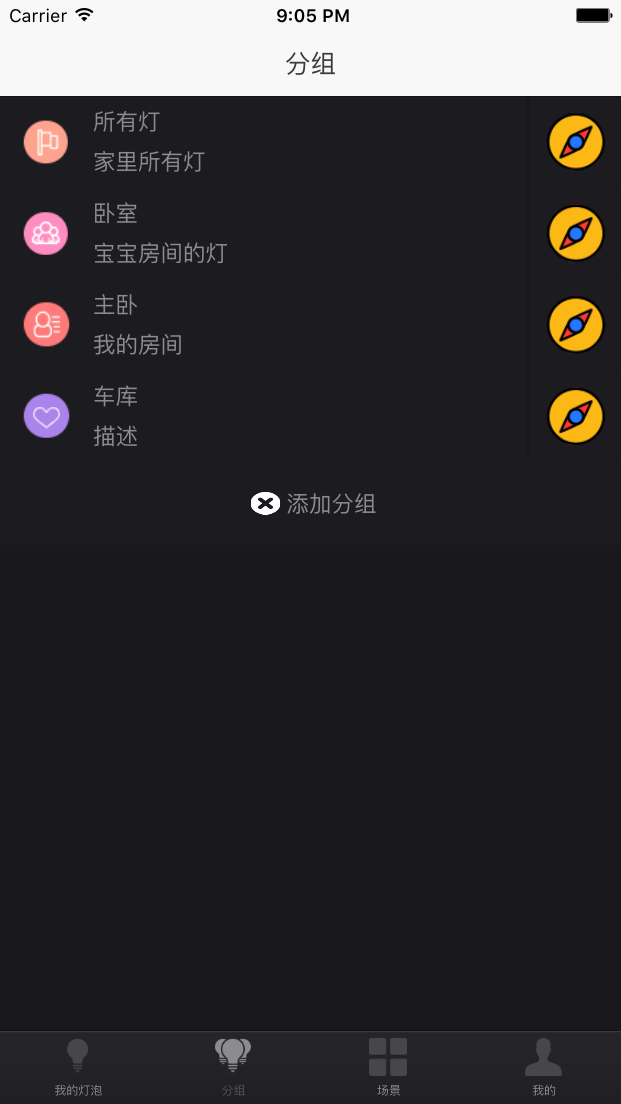 Carrier 9:05 PM
分组
所有灯
家里所有灯
卧室
宝宝房间的灯
主卧
我的房间
车库
描述
添加分组
我的灯泡 分组 场景 我的